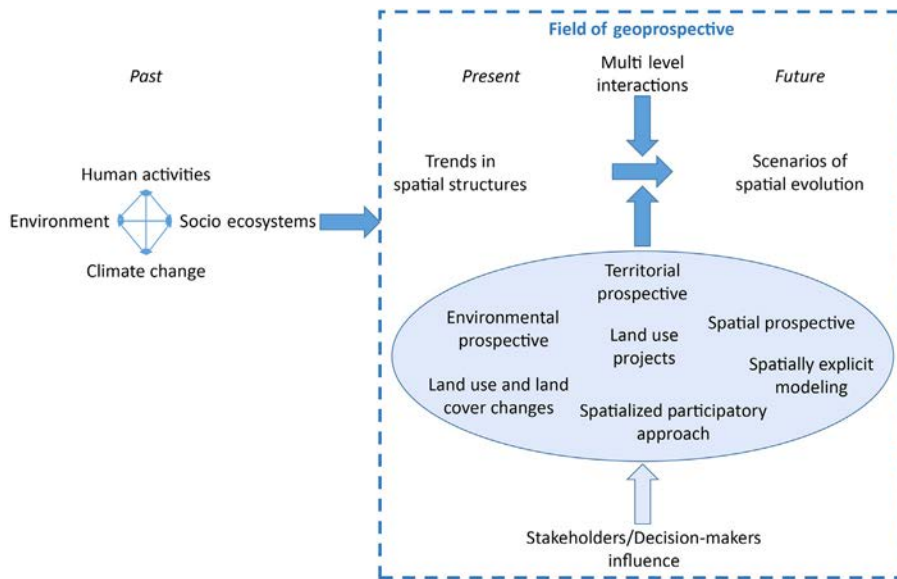 Field of geoprospective
Past
Present
Multi level
interactions
Future
Human activities
Environment
Socio ecosystems
Climate change
Trends in
spatial structures
Scenarios of
spatial evolution
Territorial
prospective
Environmental
prospective
Land use
projects
Spatial prospective
Land use and land
cover changes
Spatially explicit
modeling
Spatialized participatory
approach
Stakeholders/Decision-makers
influence